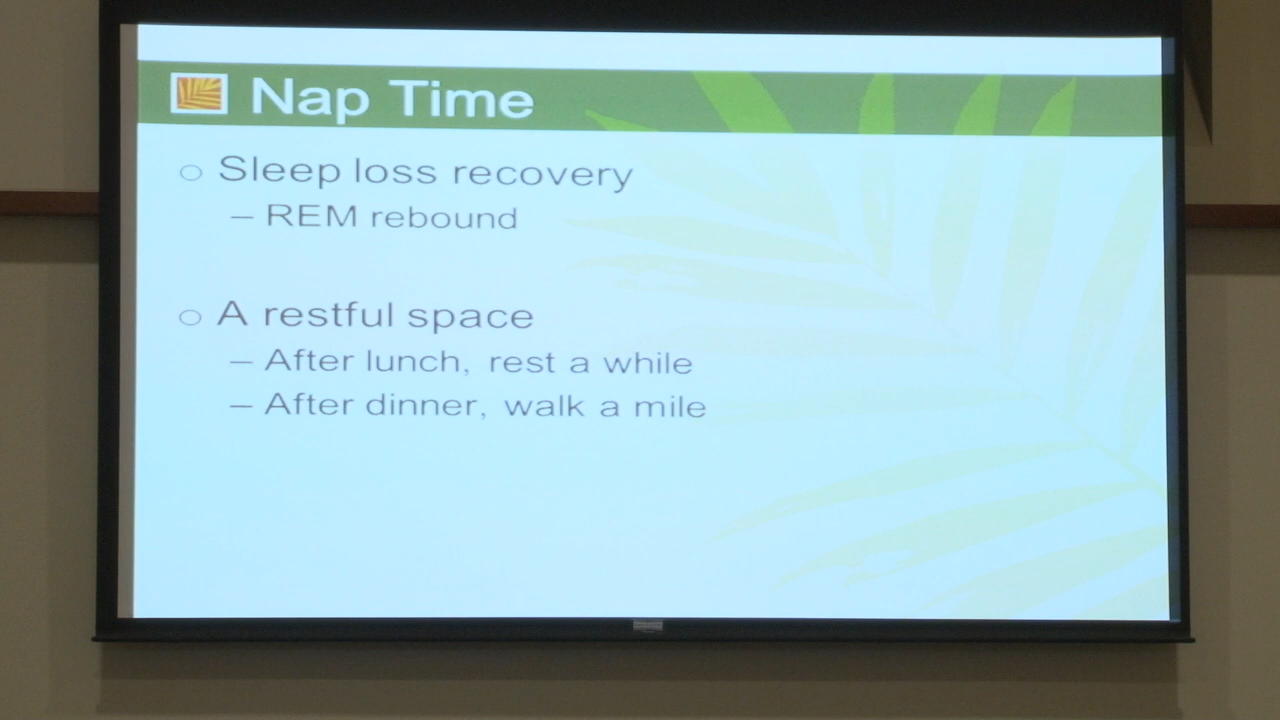 Nap Time
○ Sleep loss recovery
– REM rebound
○ A restful space
– After lunch, rest a while
– After dinner, walk a mile